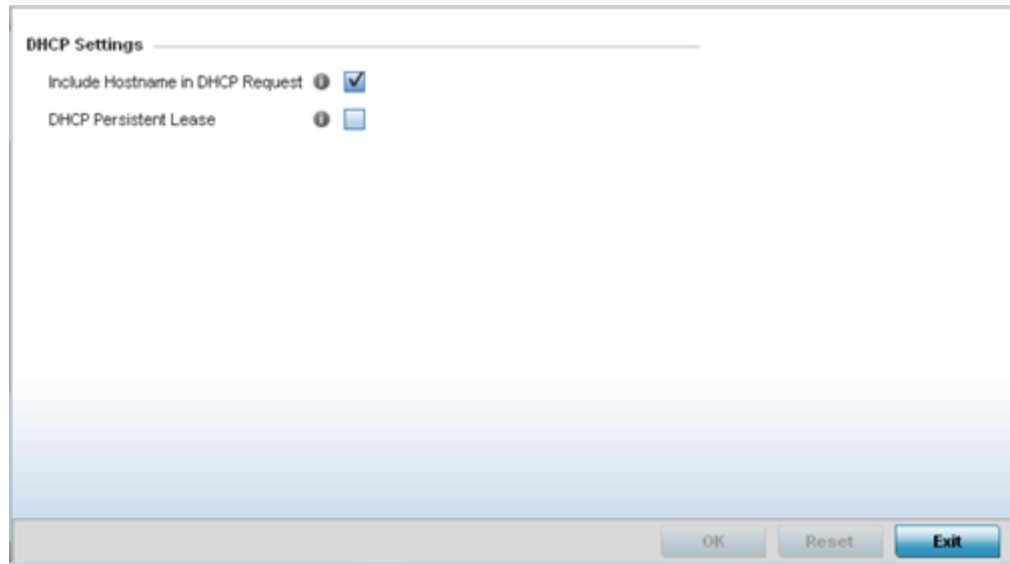 DHCP Settings
Include Hostname in DHCP Request
DHCP Persistent Lease
OK Reset Exit